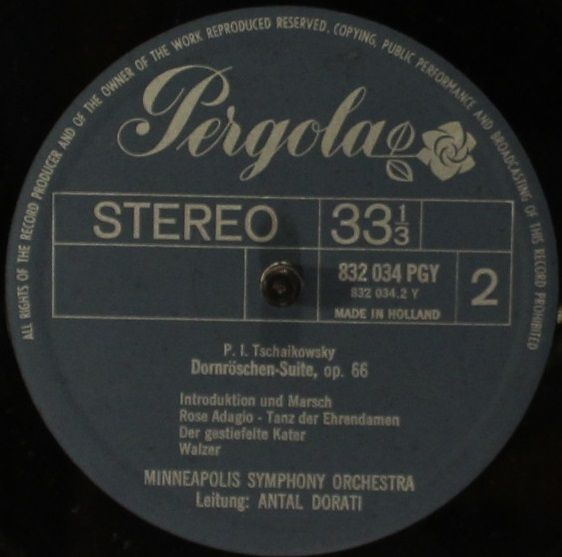 ALL RIGHTS OF THE RECORD PRODUCER AND OF THE OWNER OF THE WORK REPRODUCED RESERVED. COPYING, PUBLIC PERFORMANCE AND BROADCASTING OF THIS RECORD PROHIBITED
Pergola
STEREO
33 1/3
832 034 PGY
832 034.2 Y
MADE IN HOLLAND
2
P. I. Tschaikowsky
Dornröschen-Suite, op. 66
Introduktion und Marsch
Rose Adagio - Tanz der Ehrendamen
Der gestiefelte Kater
Walzer
MINNEAPOLIS SYMPHONY ORCHESTRA
Leitung: ANTAL DORATI